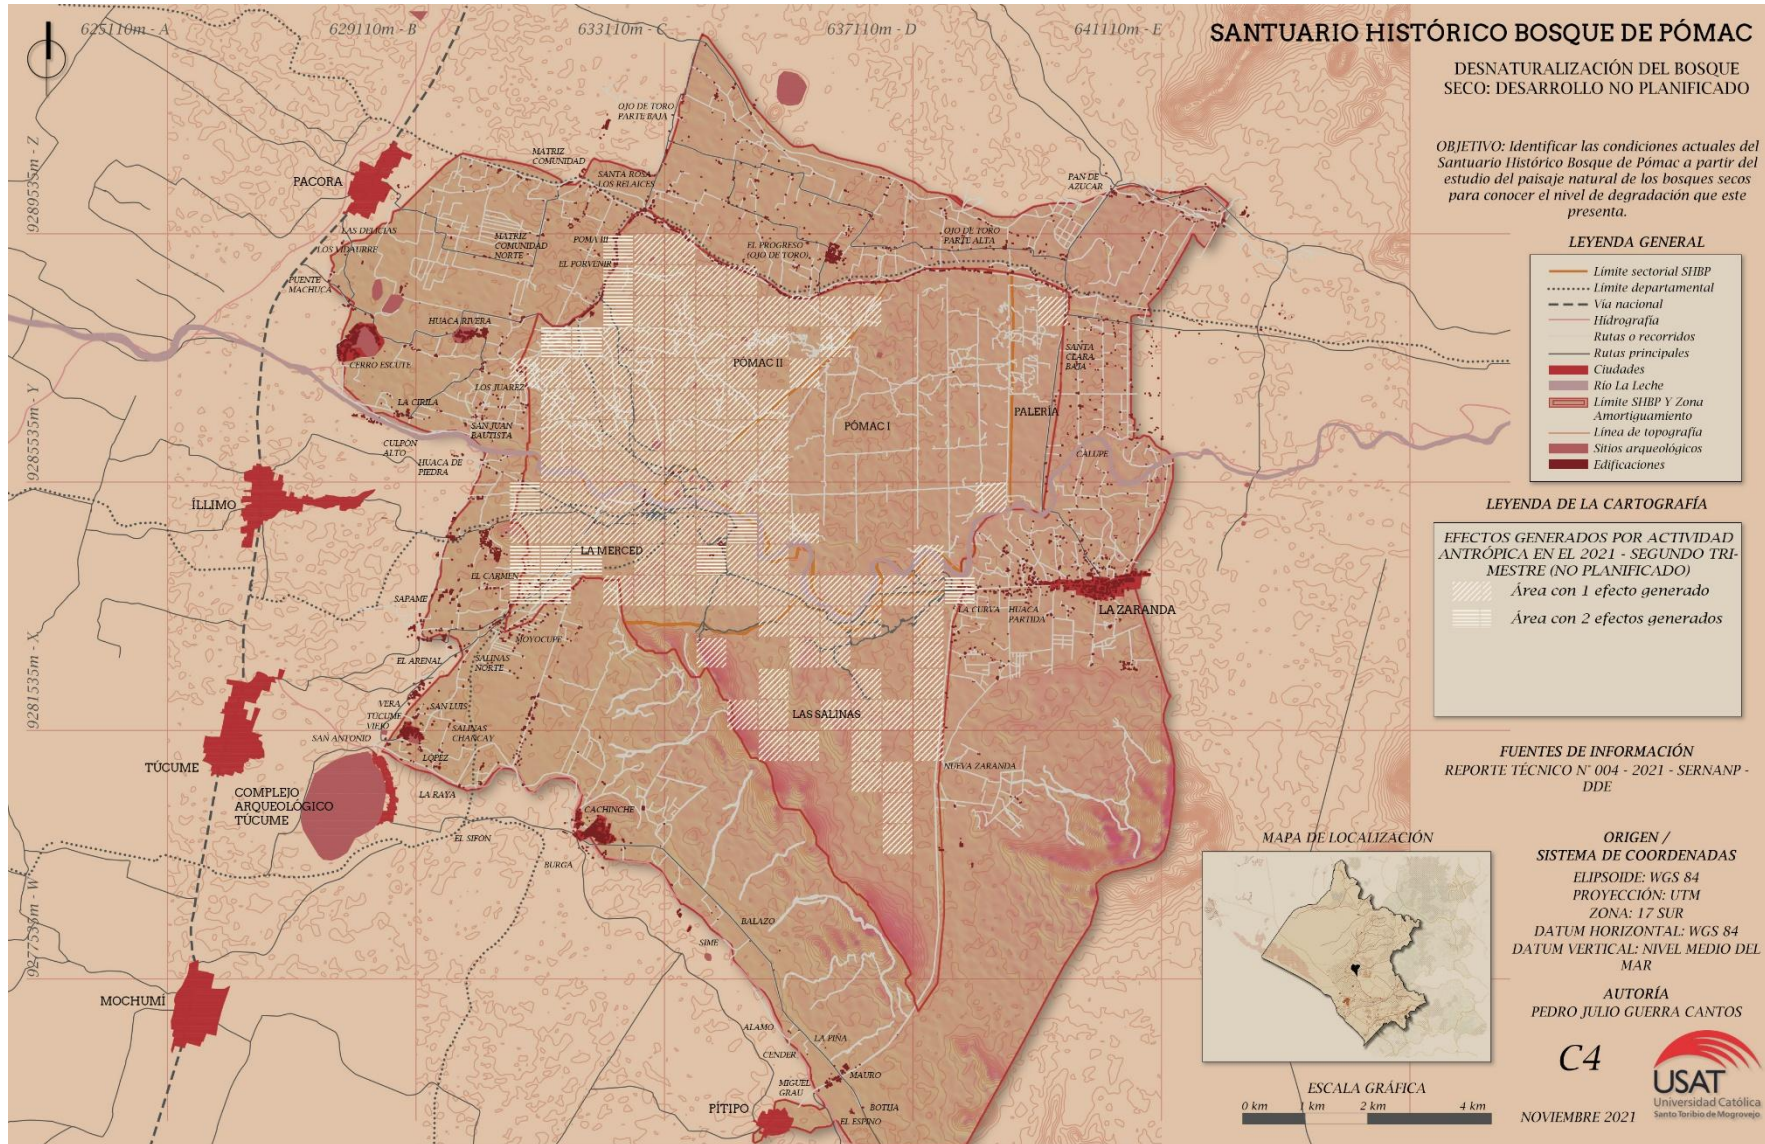 625110m - A
629110m - B
633110m - C
637110m - D
641110m - E
9289535m - Z
9285535m - Y
9281535m - X
9277535m - W
SANTUARIO HISTÓRICO BOSQUE DE PÓMAC
DESNATURALIZACIÓN DEL BOSQUE
SECO: DESARROLLO NO PLANIFICADO
OBJETIVO: Identificar las condiciones actuales del
Santuario Histórico Bosque de Pómac a partir del
estudio del paisaje natural de los bosques secos
para conocer el nivel de degradación que este
presenta.
LEYENDA GENERAL
Límite sectorial SHBP
Límite departamental
Vía nacional
Hidrografía
Rutas o recorridos
Rutas principales
Ciudades
Río La Leche
Límite SHBP Y Zona
Amortiguamiento
Línea de topografía
Sitios arqueológicos
Edificaciones
LEYENDA DE LA CARTOGRAFÍA
EFECTOS GENERADOS POR ACTIVIDAD
ANTRÓPICA EN EL 2021 - SEGUNDO TRI-
MESTRE (NO PLANIFICADO)
Área con 1 efecto generado
Área con 2 efectos generados
FUENTES DE INFORMACIÓN
REPORTE TÉCNICO N° 004 - 2021 - SERNANP -
DDE
MAPA DE LOCALIZACIÓN
ORIGEN /
SISTEMA DE COORDENADAS
ELIPSOIDE: WGS 84
PROYECCIÓN: UTM
ZONA: 17 SUR
DATUM HORIZONTAL: WGS 84
DATUM VERTICAL: NIVEL MEDIO DEL
MAR
AUTORÍA
PEDRO JULIO GUERRA CANTOS
C4
NOVIEMBRE 2021
USAT
Universidad Católica
Santo Toribio de Mogrovejo
ESCALA GRÁFICA
0 km 1 km 2 km 4 km
OJO DE TORO
PARTE BAJA
MATRIZ
COMUNIDAD
SANTA ROSA
LOS RELAICES
PACORA
PAN DE
AZUCAR
LAS DELICIAS
LOS VIDAURRE
MATRIZ
COMUNIDAD
NORTE
POMA III
EL PORVENIR
EL PROGRESO
(OJO DE TORO)
OJO DE TORO
PARTE ALTA
PUENTE
MACHUCA
HUACA RIVERA
CERRO ESCUTE
PÓMAC II
SANTA
CLARA
BAJA
LOS JUAREZ
LA CIRILA
SAN JUAN
BAUTISTA
PÓMAC I
PALERÍA
CULPON
ALTO
HUACA DE
PIEDRA
CALUPE
ÍLLIMO
LA MERCED
EL CARMEN
SAPAME
LA CURVA
HUACA
PARTIDA
LA ZARANDA
MOYOCUPE
EL ARENAL
SALINAS
NORTE
VERA
TÚCUME
VIEJO
SAN LUIS
SALINAS
CHANCAY
SAN ANTONIO
LOPEZ
LAS SALINAS
TÚCUME
NUEVA ZARANDA
COMPLEJO
ARQUEOLÓGICO
TÚCUME
LA RAYA
CACHINCHE
EL SIFON
BURGA
BALAZO
SIME
MOCHUMÍ
ALAMO
LA PIÑA
CENDER
MAURO
MIGUEL
GRAU
PÍTIPO
BOTIJA
EL ESPINO